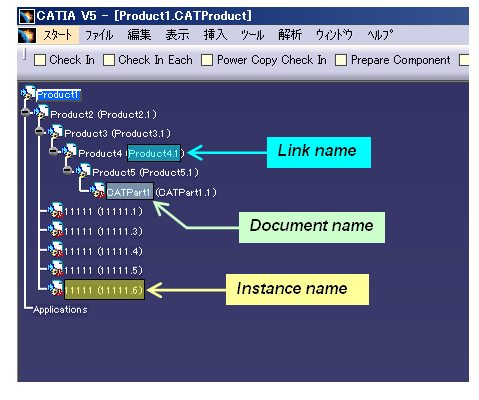 CATIA V5 - [Product1.CATProduct]
スタート ファイル 編集 表示 挿入 ツール 解析 ウィンドウ ヘルプ
Check In Check In Each Power Copy Check In Prepare Component
Product1
Product2 (Product2.1)
Product3 (Product3.1)
Product4 (Product4.1)
Link name
Product5 (Product5.1)
CATPart1 (CATPart1.1)
11111 (11111.1)
Document name
11111 (11111.3)
11111 (11111.4)
11111 (11111.5)
11111 (11111.6)
Instance name
Applications